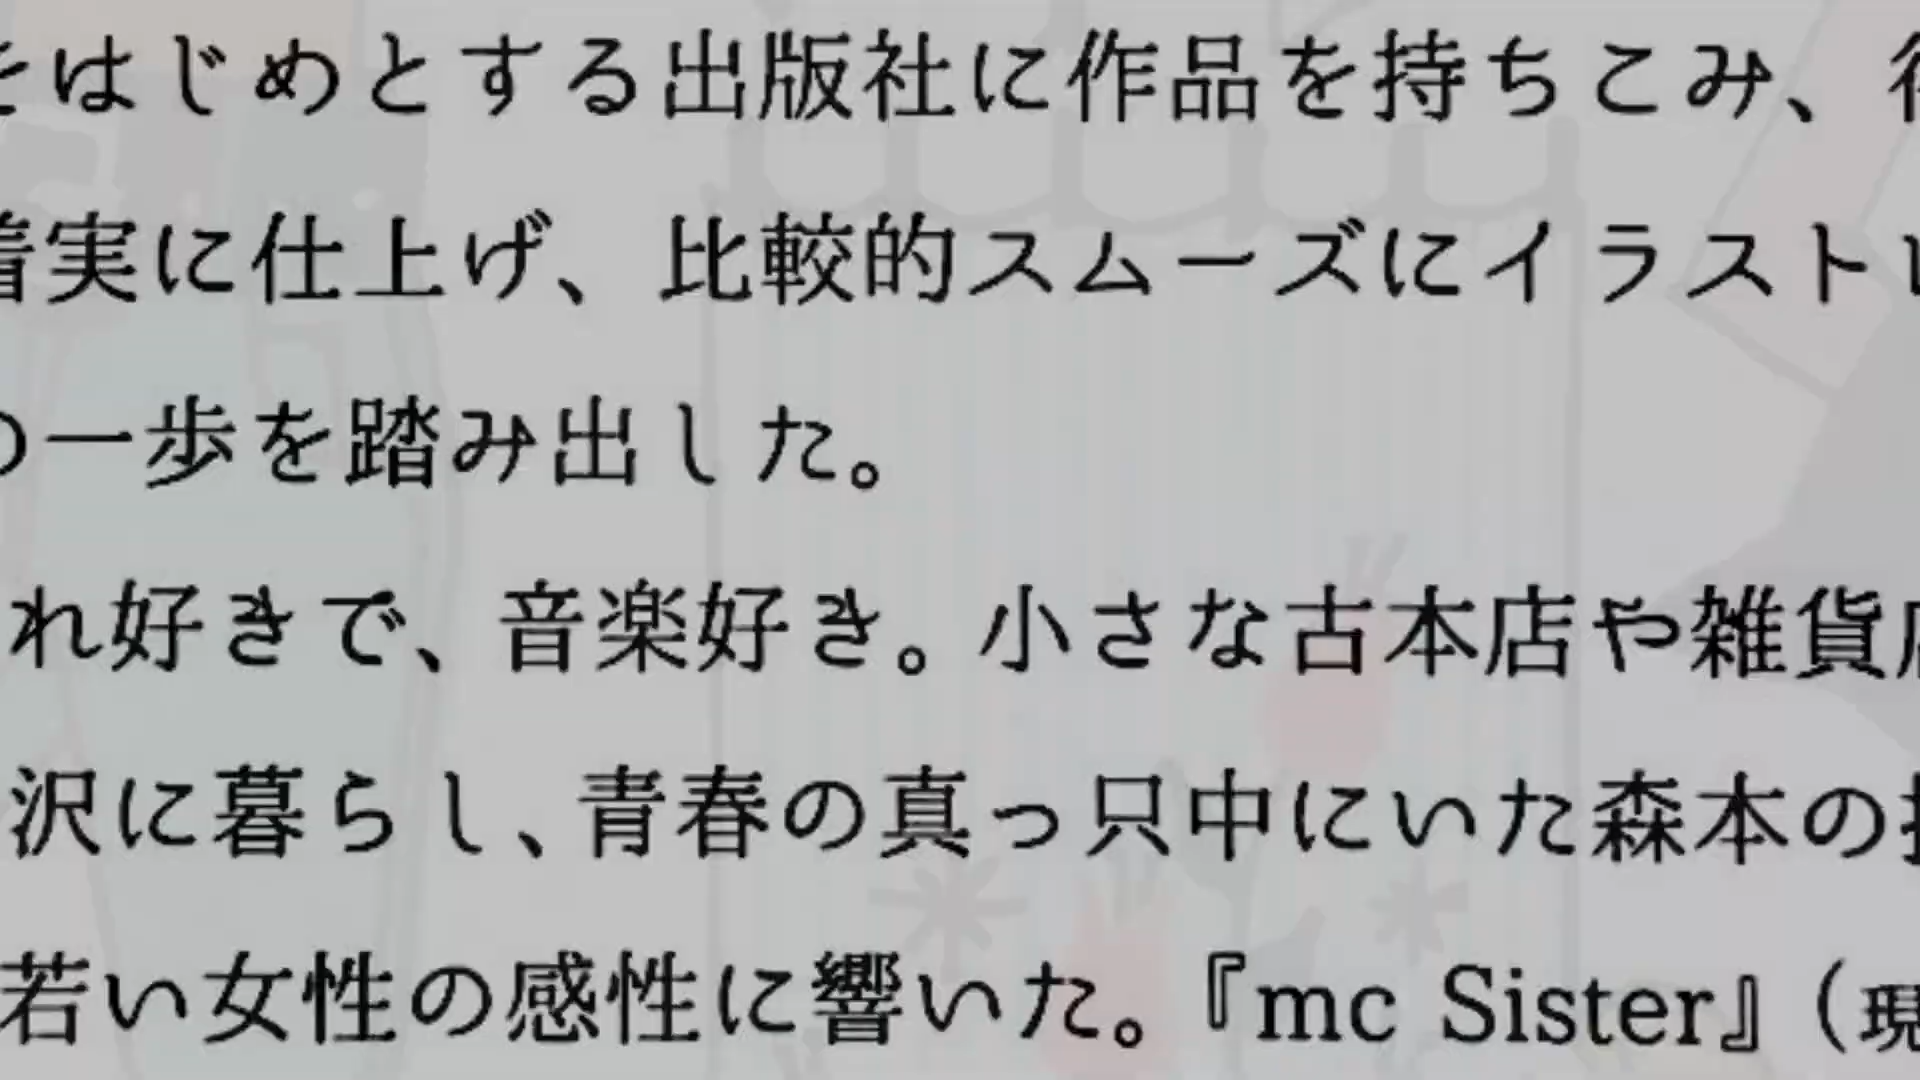 をはじめとする出版社に作品を持ちこみ、
着実に仕上げ、比較的スムーズにイラストレ
の一歩を踏み出した。
れ好きで、音楽好き。小さな古本店や雑貨店
沢に暮らし、青春の真っ只中にいた森本の
若い女性の感性に響いた。『mc Sister』（現